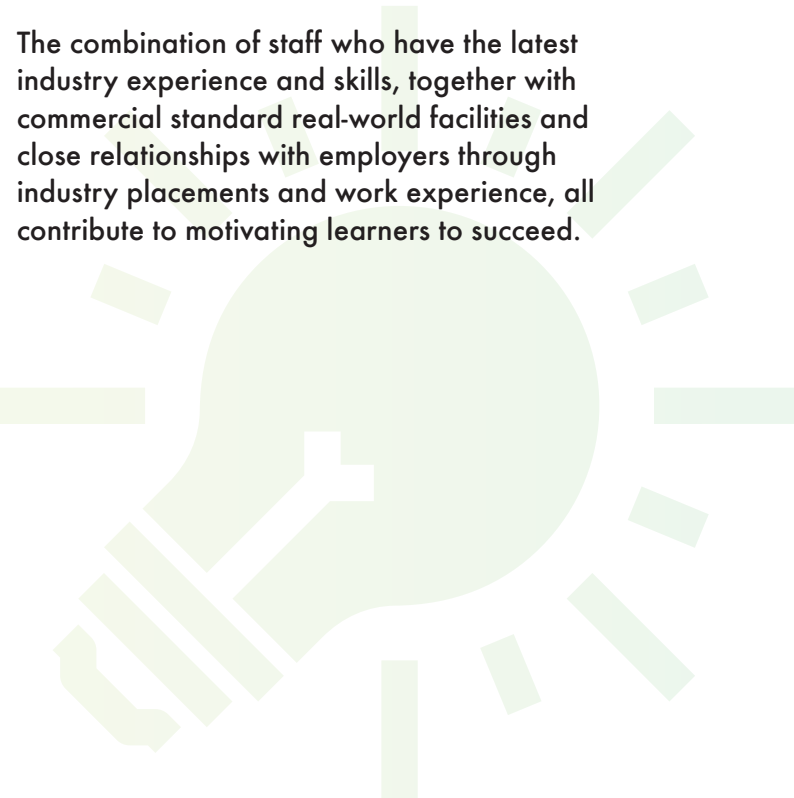 The combination of staff who have the latest
industry experience and skills, together with
commercial standard real-world facilities and
close relationships with employers through
industry placements and work experience, all
contribute to motivating learners to succeed.